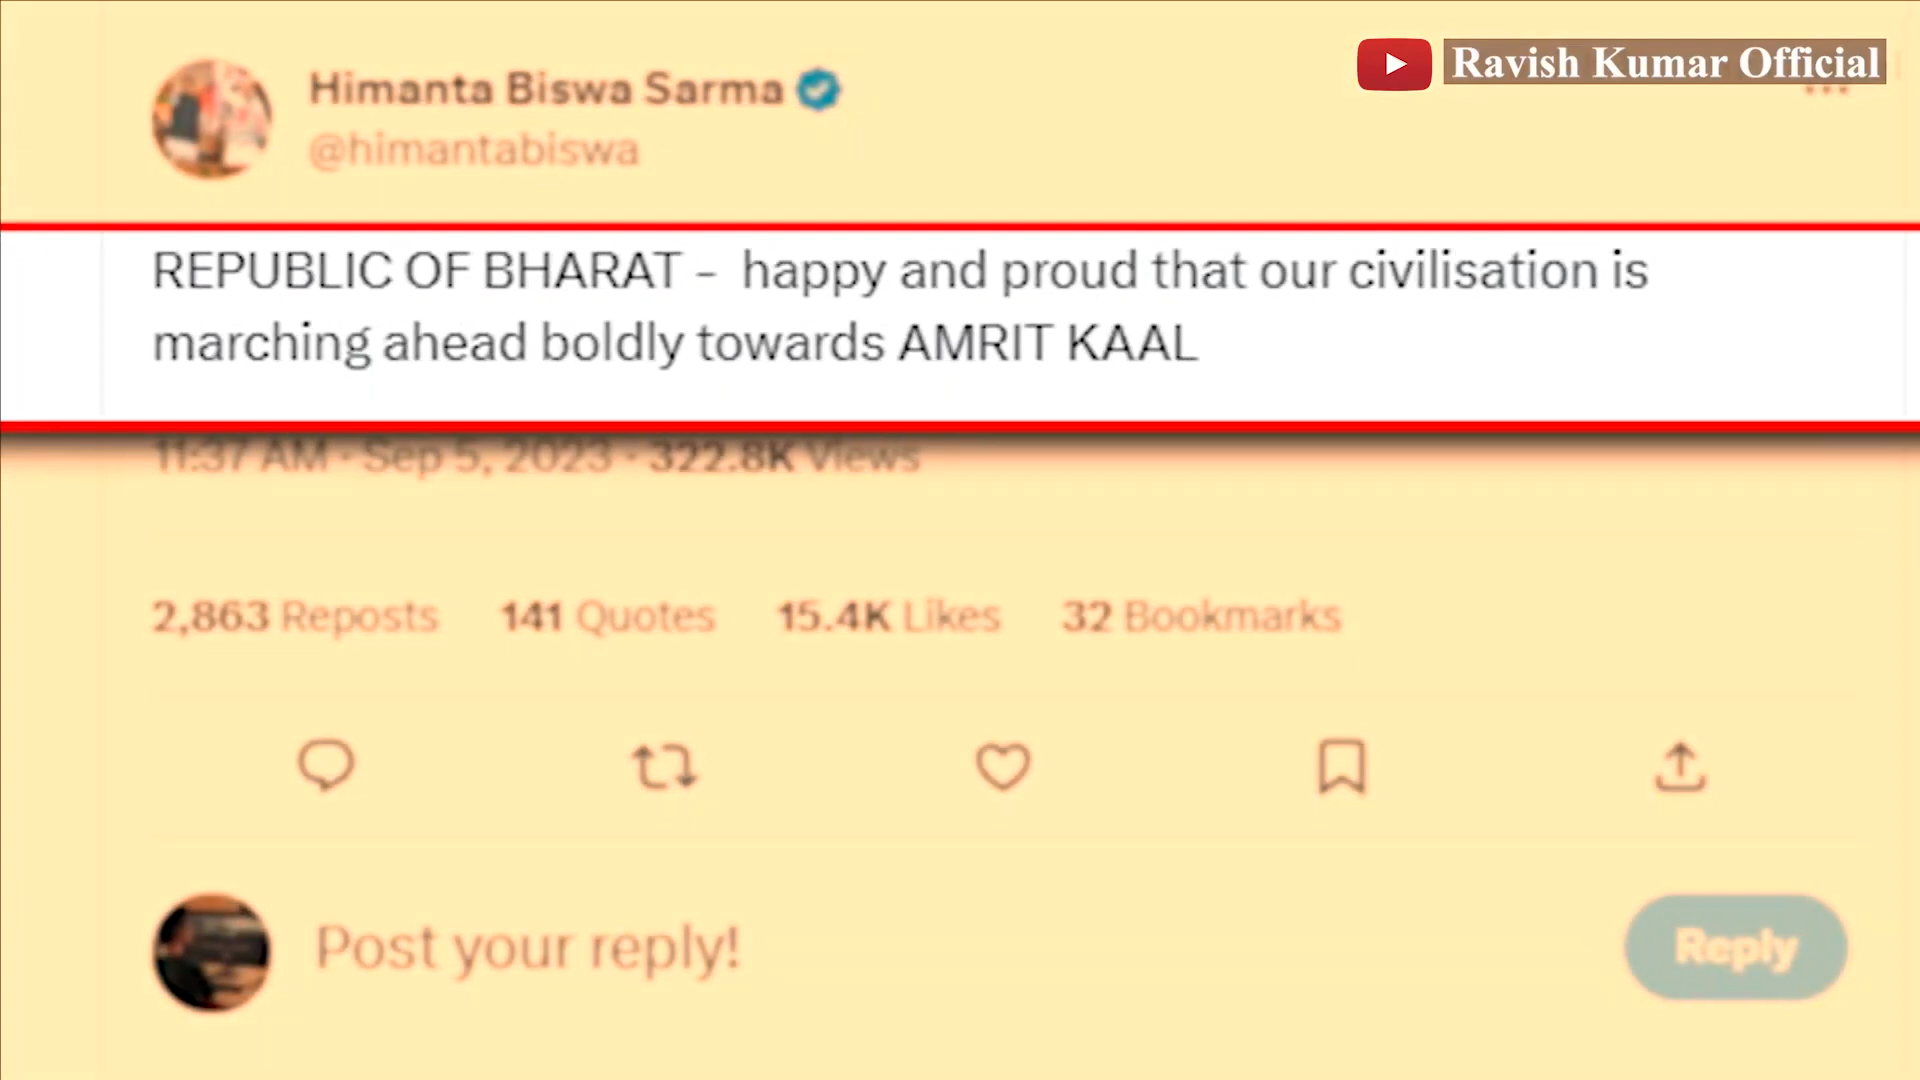 Ravish Kumar Official
Himanta Biswa Sarma
@himantabiswa
REPUBLIC OF BHARAT – happy and proud that our civilisation is
marching ahead boldly towards AMRIT KAAL
11:37 AM · Sep 5, 2023 · 322.8K Views
2,863 Reposts 141 Quotes 15.4K Likes 32 Bookmarks
Post your reply!
Reply